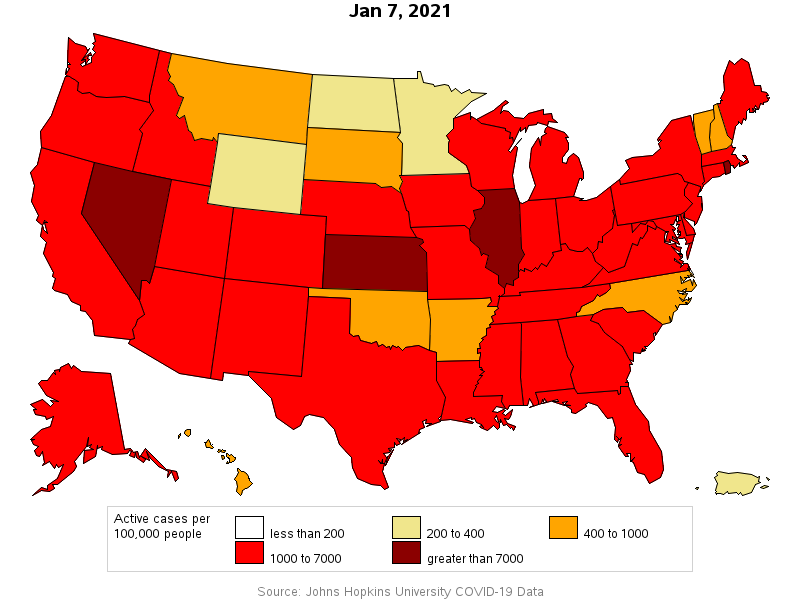 Jan 7, 2021
Active cases per
100,000 people
less than 200
200 to 400
400 to 1000
1000 to 7000
greater than 7000
Source: Johns Hopkins University COVID-19 Data